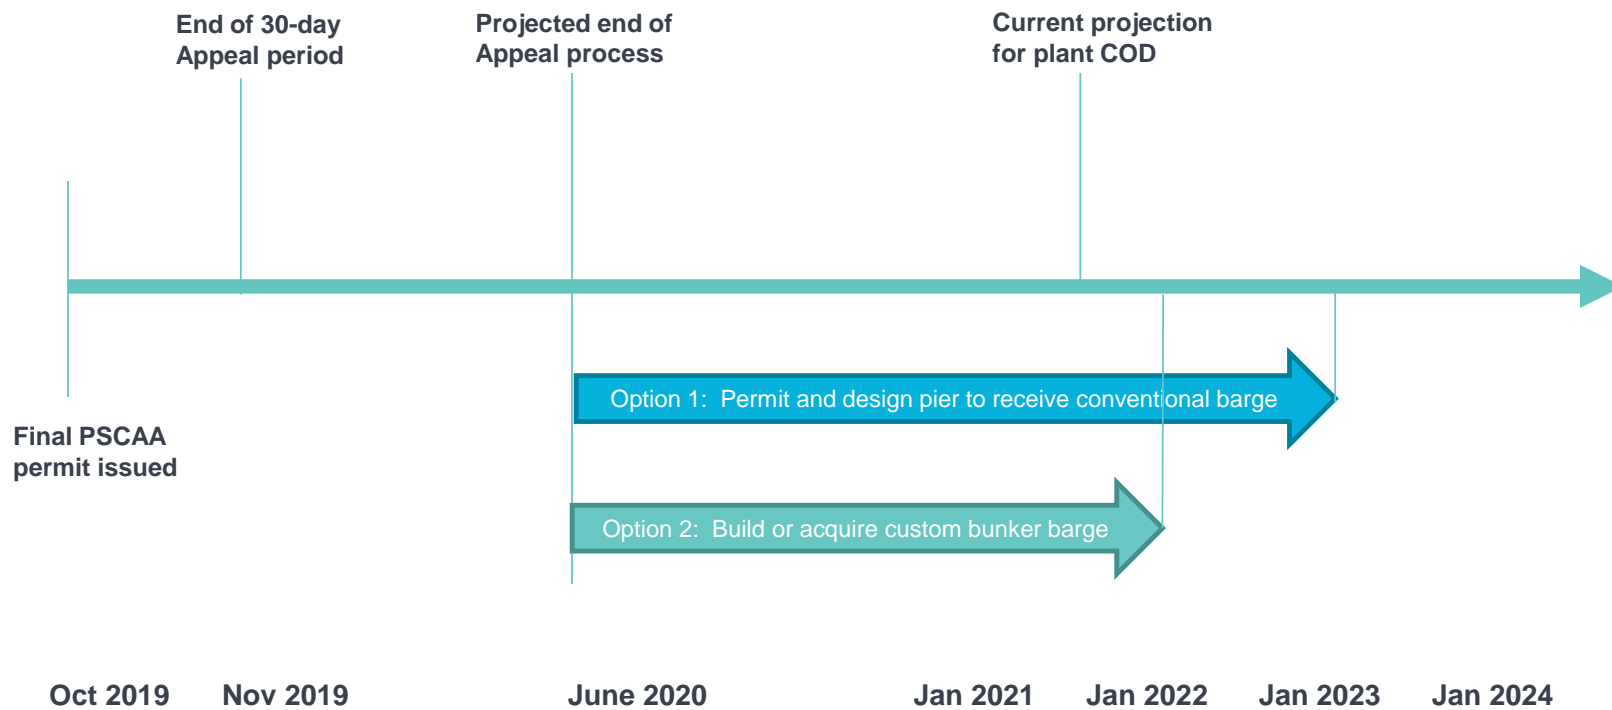 End of 30-day
Appeal period
Projected end of
Appeal process
Current projection
for plant COD
Option 1:  Permit and design pier to receive conventional barge
Final PSCAA
permit issued
Option 2:  Build or acquire custom bunker barge
Oct 2019
Nov 2019
June 2020
Jan 2021
Jan 2022
Jan 2023
Jan 2024